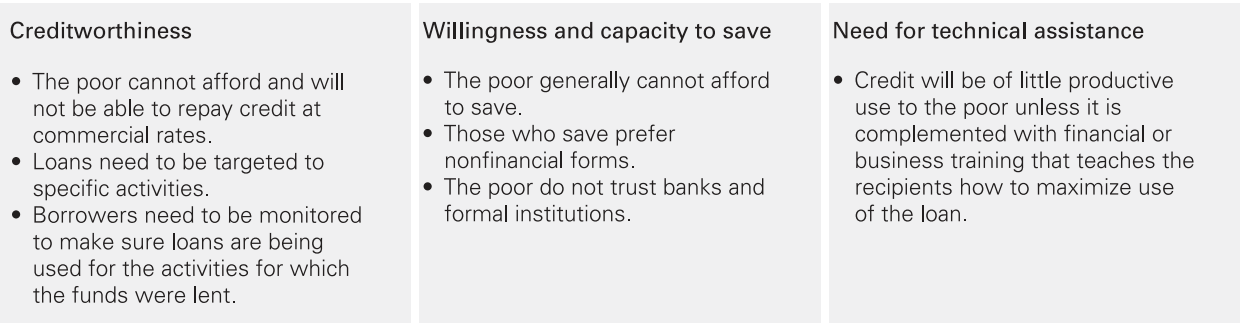 Creditworthiness
• The poor cannot afford and will
not be able to repay credit at
commercial rates.
• Loans need to be targeted to
specific activities.
• Borrowers need to be monitored
to make sure loans are being
used for the activities for which
the funds were lent.
Willingness and capacity to save
• The poor generally cannot afford
to save.
• Those who save prefer
nonfinancial forms.
• The poor do not trust banks and
formal institutions.
Need for technical assistance
• Credit will be of little productive
use to the poor unless it is
complemented with financial or
business training that teaches the
recipients how to maximize use
of the loan.